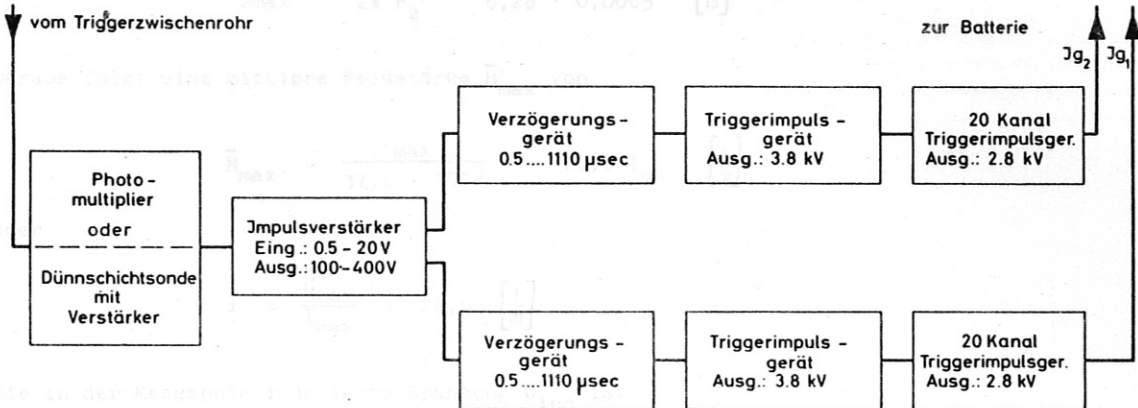 vom Triggerzwischenrohr
zur Batterie
Jg2
Jg1
Photo-
multiplier
oder
Dünnschichtsonde
mit
Verstärker
Jmpulsverstärker
Eing.: 0.5 - 20 V
Ausg.: 100 - 400 V
Verzögerungs -
gerät
0.5 .... 1110 µsec
Triggerimpuls -
gerät
Ausg.: 3.8 kV
20 Kanal
Triggerimpulsger.
Ausg.: 2.8 kV
Verzögerungs -
gerät
0.5 .... 1110 µsec
Triggerimpuls -
gerät
Ausg.: 3.8 kV
20 Kanal
Triggerimpulsger.
Ausg.: 2.8 kV